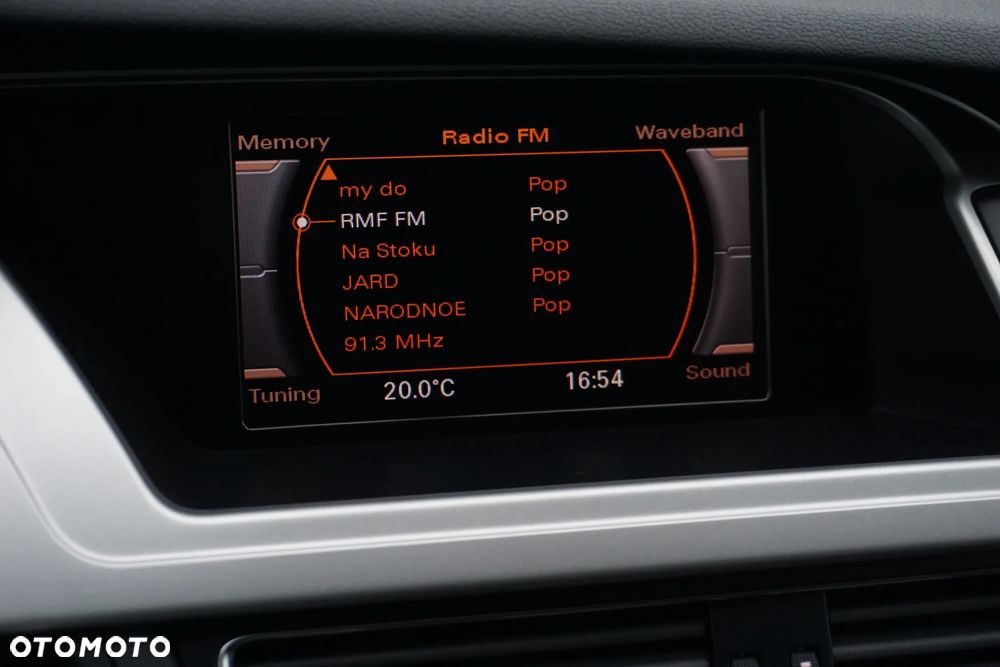 Memory Radio FM Waveband
my do Pop
RMF FM Pop
Na Stoku Pop
JARD Pop
NARODNOE Pop
91.3 MHz
Tuning 20.0°C 16:54 Sound
OTOMOTO